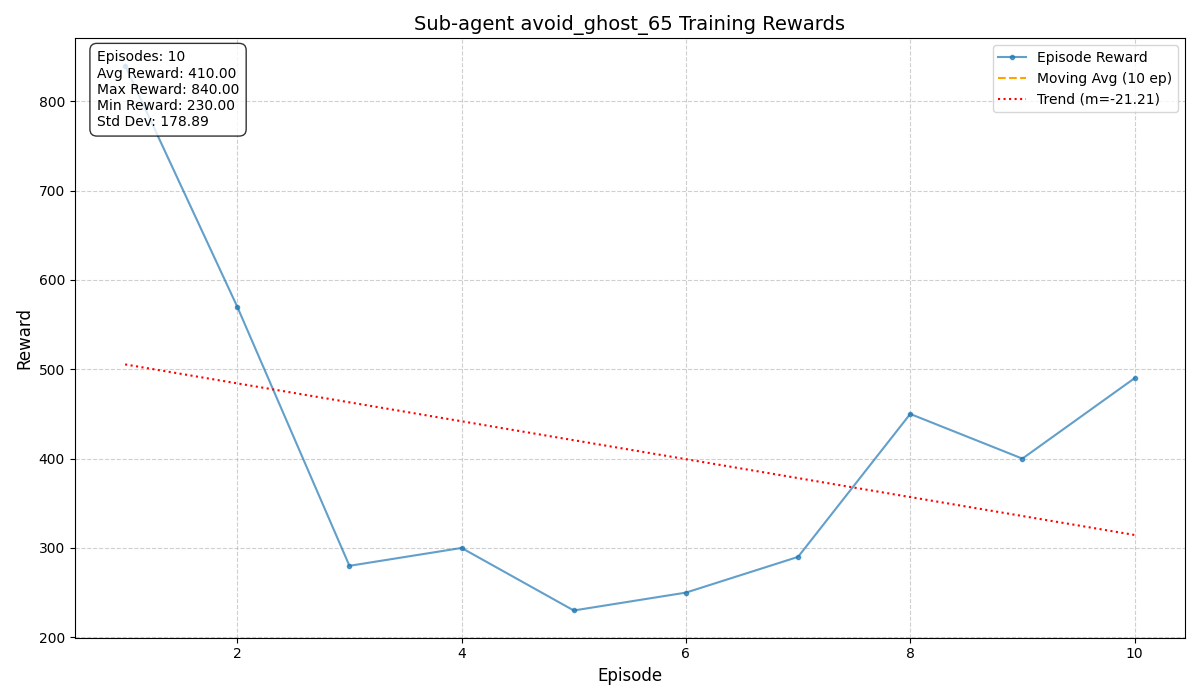 Sub-agent avoid_ghost_65 Training Rewards
Episodes: 10
Avg Reward: 410.00
Max Reward: 840.00
Min Reward: 230.00
Std Dev: 178.89
Episode Reward
Moving Avg (10 ep)
Trend (m=-21.21)
Reward
800
700
600
500
400
300
200
2
4
6
8
10
Episode